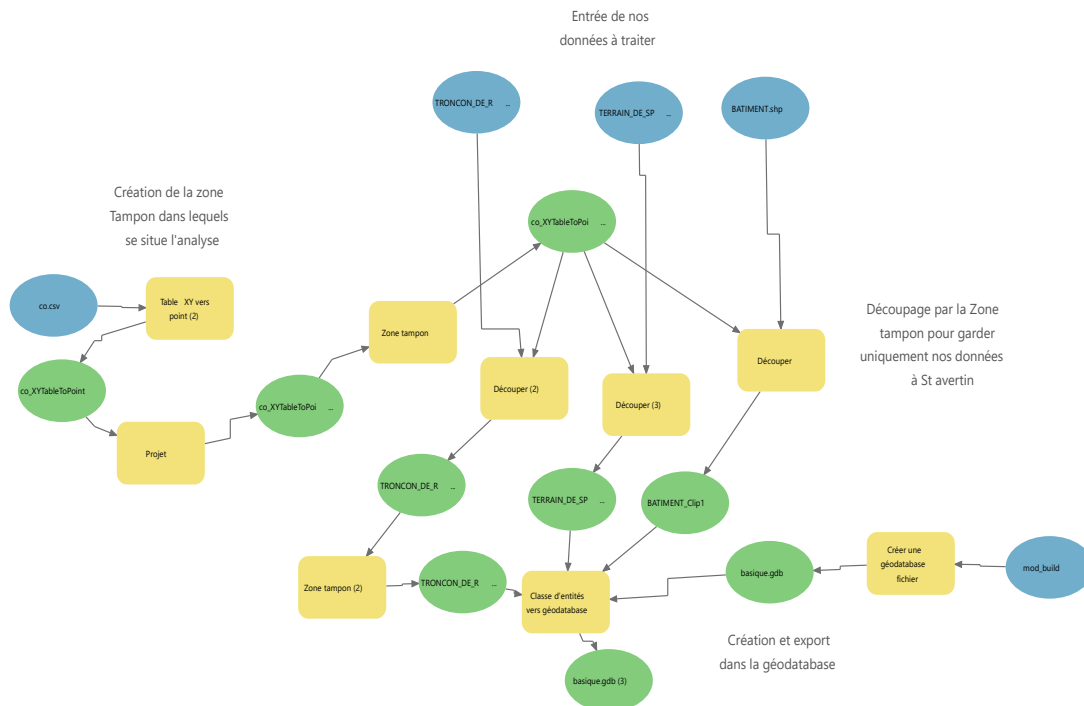 Entrée de nos
données à traiter
TRONCON_DE_R ...
TERRAIN_DE_SP ...
BATIMENT.shp
Création de la zone
Tampon dans lequels
se situe l'analyse
co_XYTableToPoi ...
co.csv
Table XY vers
point (2)
Zone tampon
Découpage par la Zone
tampon pour garder
uniquement nos données
à St avertin
Découper
Découper (2)
Découper (3)
co_XYTableToPoint
co_XYTableToPoi ...
Projet
TRONCON_DE_R ...
TERRAIN_DE_SP ...
BATIMENT_Clip1
Créer une
géodatabase
fichier
mod_build
basique.gdb
Zone tampon (2)
TRONCON_DE_R ...
Classe d'entités
vers géodatabase
Création et export
dans la géodatabase
basique.gdb (3)